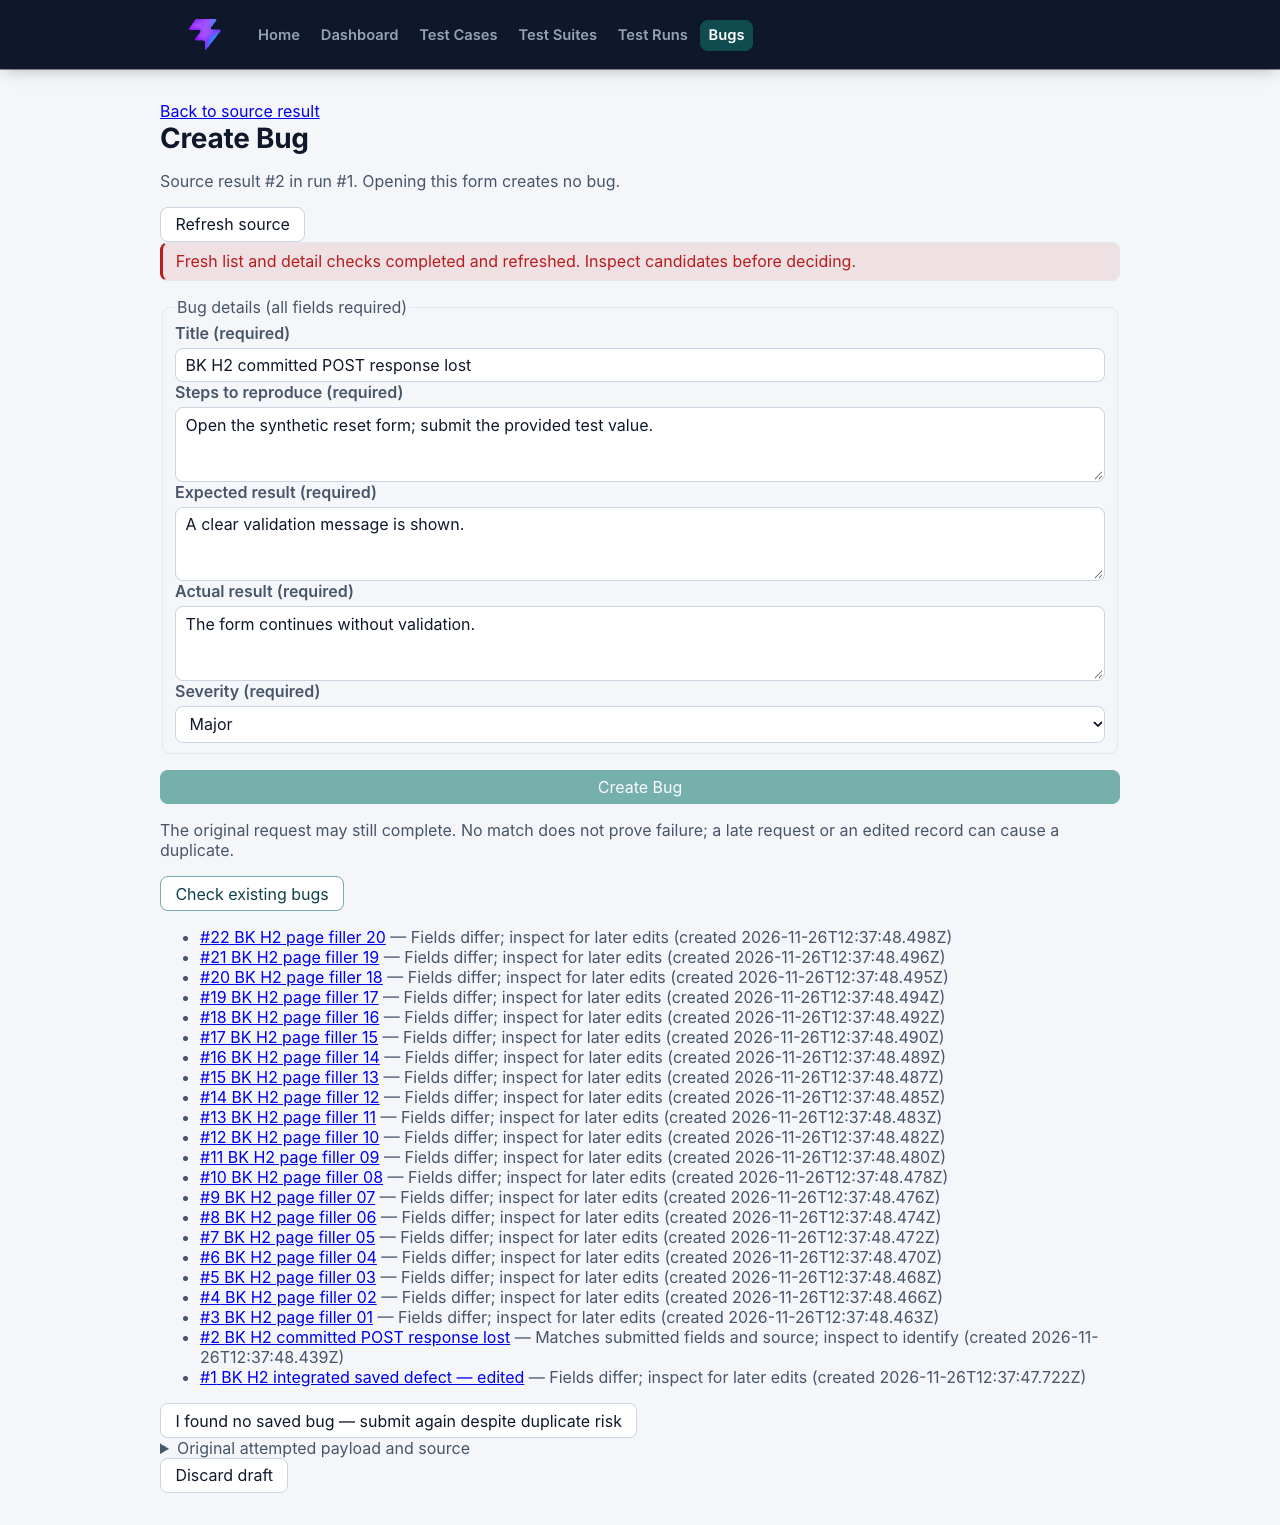 Home Dashboard Test Cases Test Suites Test Runs Bugs
Back to source result
Create Bug
Source result #2 in run #1. Opening this form creates no bug.
Refresh source
Fresh list and detail checks completed and refreshed. Inspect candidates before deciding.
Bug details (all fields required)
Title (required)
BK H2 committed POST response lost
Steps to reproduce (required)
Open the synthetic reset form; submit the provided test value.
Expected result (required)
A clear validation message is shown.
Actual result (required)
The form continues without validation.
Severity (required)
Major
Create Bug
The original request may still complete. No match does not prove failure; a late request or an edited record can cause a
duplicate.
Check existing bugs
#22 BK H2 page filler 20 — Fields differ; inspect for later edits (created 2026-11-26T12:37:48.498Z)
#21 BK H2 page filler 19 — Fields differ; inspect for later edits (created 2026-11-26T12:37:48.496Z)
#20 BK H2 page filler 18 — Fields differ; inspect for later edits (created 2026-11-26T12:37:48.495Z)
#19 BK H2 page filler 17 — Fields differ; inspect for later edits (created 2026-11-26T12:37:48.494Z)
#18 BK H2 page filler 16 — Fields differ; inspect for later edits (created 2026-11-26T12:37:48.492Z)
#17 BK H2 page filler 15 — Fields differ; inspect for later edits (created 2026-11-26T12:37:48.490Z)
#16 BK H2 page filler 14 — Fields differ; inspect for later edits (created 2026-11-26T12:37:48.489Z)
#15 BK H2 page filler 13 — Fields differ; inspect for later edits (created 2026-11-26T12:37:48.487Z)
#14 BK H2 page filler 12 — Fields differ; inspect for later edits (created 2026-11-26T12:37:48.485Z)
#13 BK H2 page filler 11 — Fields differ; inspect for later edits (created 2026-11-26T12:37:48.483Z)
#12 BK H2 page filler 10 — Fields differ; inspect for later edits (created 2026-11-26T12:37:48.482Z)
#11 BK H2 page filler 09 — Fields differ; inspect for later edits (created 2026-11-26T12:37:48.480Z)
#10 BK H2 page filler 08 — Fields differ; inspect for later edits (created 2026-11-26T12:37:48.478Z)
#9 BK H2 page filler 07 — Fields differ; inspect for later edits (created 2026-11-26T12:37:48.476Z)
#8 BK H2 page filler 06 — Fields differ; inspect for later edits (created 2026-11-26T12:37:48.474Z)
#7 BK H2 page filler 05 — Fields differ; inspect for later edits (created 2026-11-26T12:37:48.472Z)
#6 BK H2 page filler 04 — Fields differ; inspect for later edits (created 2026-11-26T12:37:48.470Z)
#5 BK H2 page filler 03 — Fields differ; inspect for later edits (created 2026-11-26T12:37:48.468Z)
#4 BK H2 page filler 02 — Fields differ; inspect for later edits (created 2026-11-26T12:37:48.466Z)
#3 BK H2 page filler 01 — Fields differ; inspect for later edits (created 2026-11-26T12:37:48.463Z)
#2 BK H2 committed POST response lost — Matches submitted fields and source; inspect to identify (created 2026-11-
26T12:37:48.439Z)
#1 BK H2 integrated saved defect — edited — Fields differ; inspect for later edits (created 2026-11-26T12:37:47.722Z)
I found no saved bug — submit again despite duplicate risk
Original attempted payload and source
Discard draft